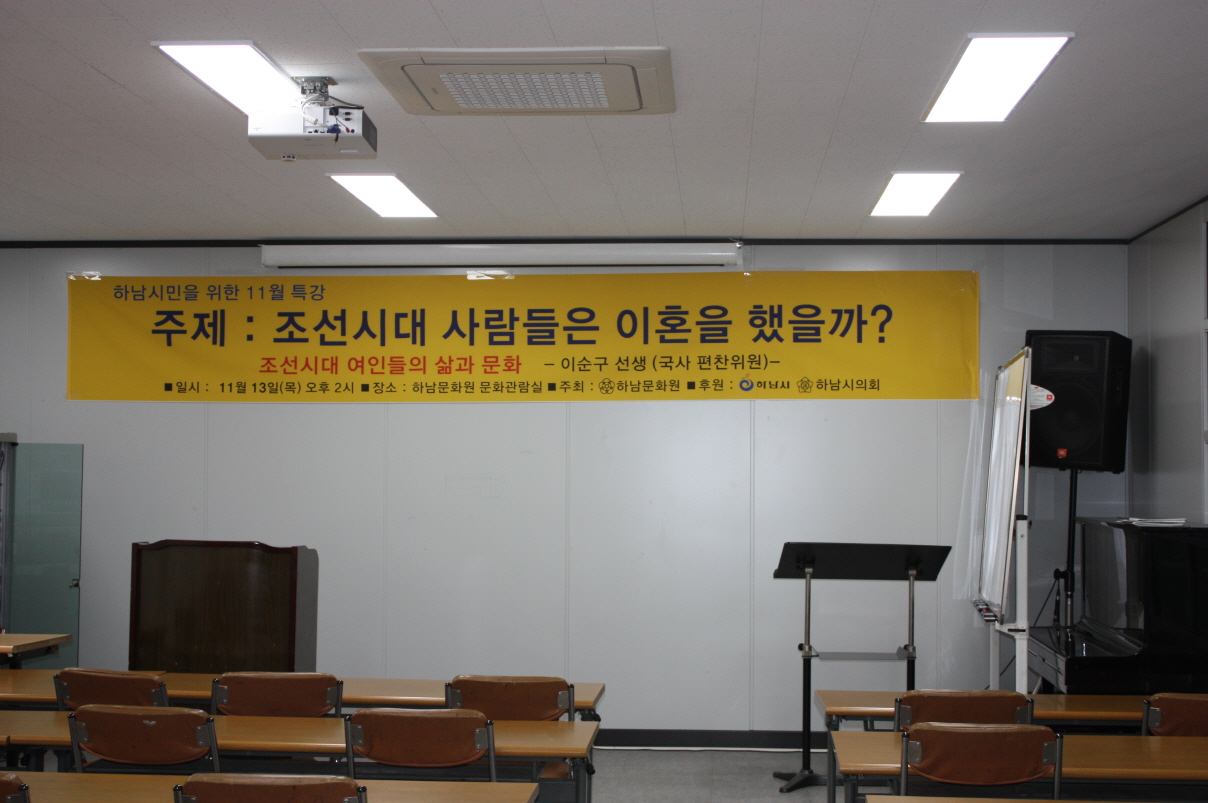 하남시민을 위한 11월 특강
주제 : 조선시대 사람들은 이혼을 했을까?
조선시대 여인들의 삶과 문화 - 이순구 선생 (국사 편찬위원)-
■일시 : 11월 13일(목) 오후 2시 ■장소 : 하남문화원 문화관람실 ■주최 : 하남문화원 ■후원 : 하남시 하남시의회